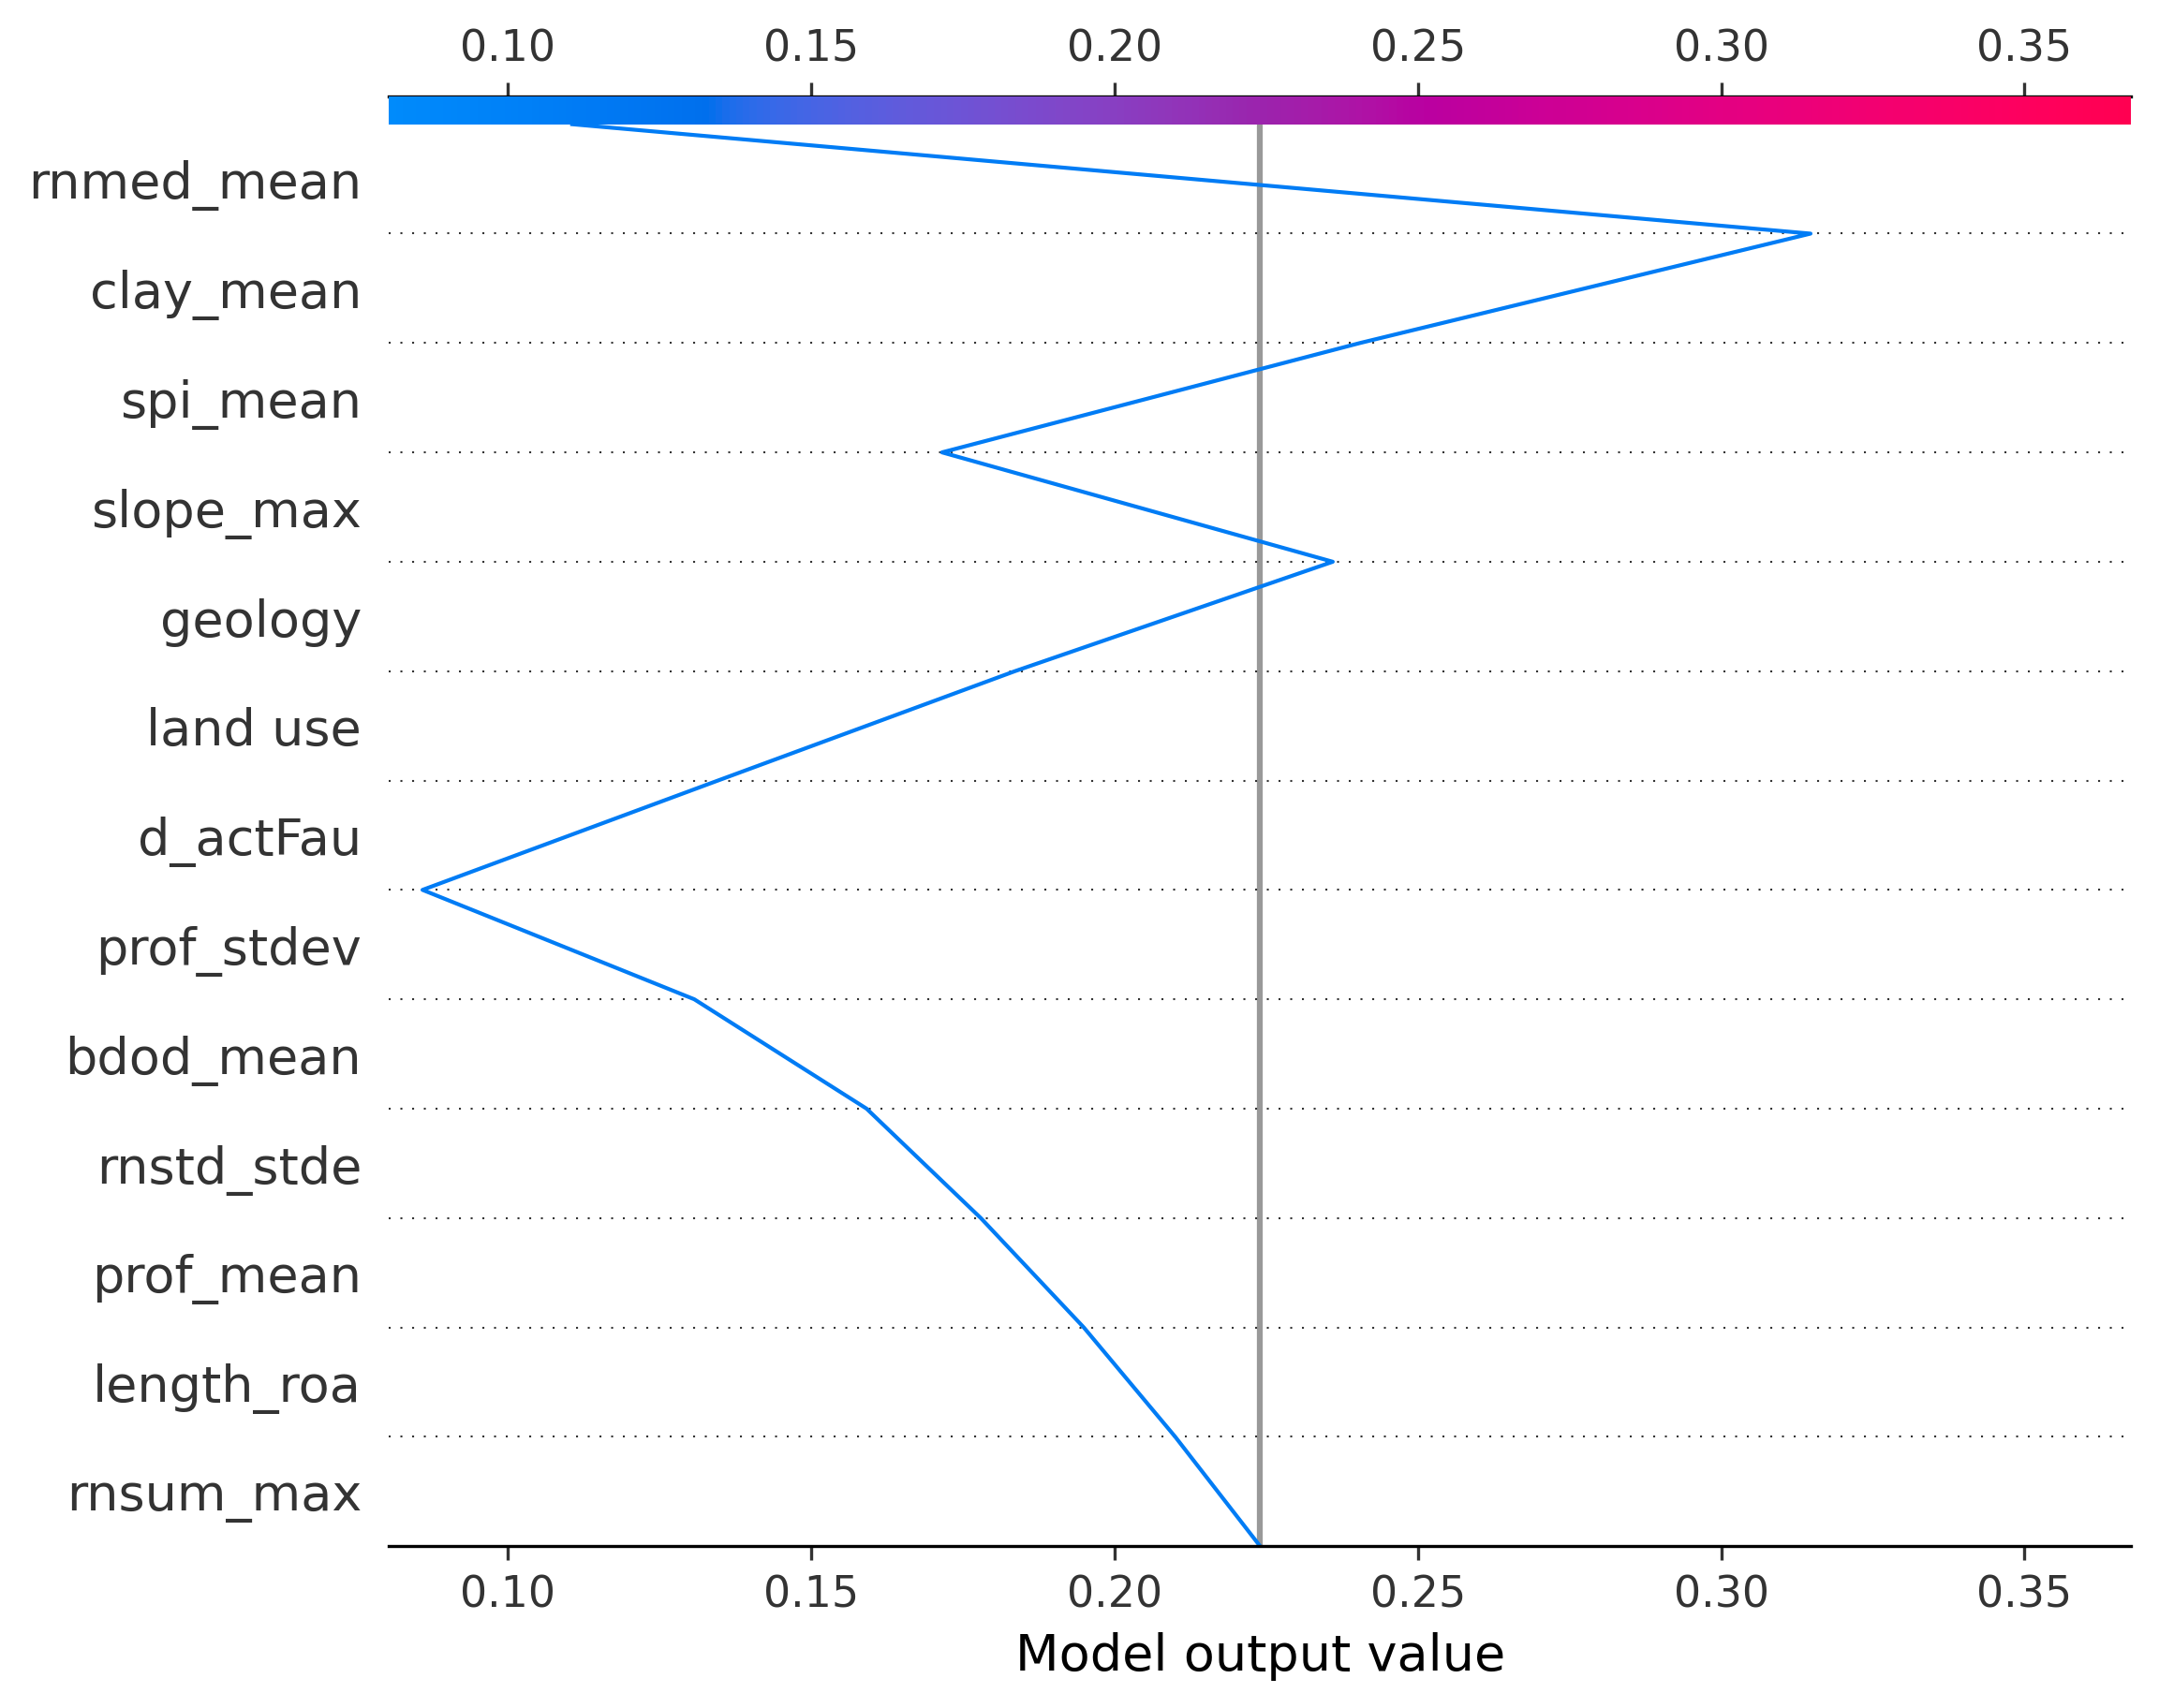 0.10 0.15 0.20 0.25 0.30 0.35
rnmed_mean
clay_mean
spi_mean
slope_max
geology
land use
d_actFau
prof_stdev
bdod_mean
rnstd_stde
prof_mean
length_roa
rnsum_max
0.10 0.15 0.20 0.25 0.30 0.35
Model output value